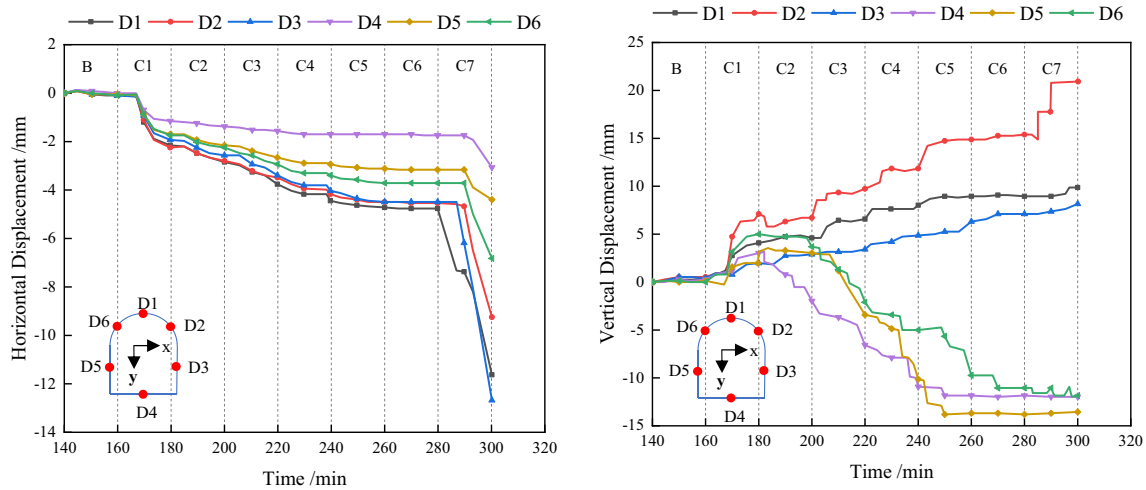 D1 D2 D3 D4 D5 D6
Horizontal Displacement /mm
2
0
-2
-4
-6
-8
-10
-12
-14
B C1 C2 C3 C4 C5 C6 C7
D1
D6 D2
x
D5 D3
y
D4
140 160 180 200 220 240 260 280 300 320
Time /min
D1 D2 D3 D4 D5 D6
Vertical Displacement /mm
25
20
15
10
5
0
-5
-10
-15
B C1 C2 C3 C4 C5 C6 C7
D1
D6 D2
x
D5 D3
y
D4
140 160 180 200 220 240 260 280 300 320
Time /min